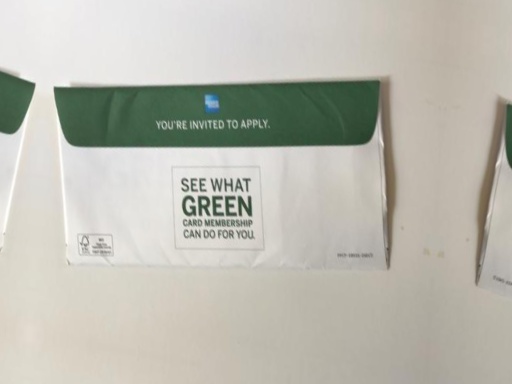 YOU'RE INVITED TO APPLY.
SEE WHAT
GREEN
CARD MEMBERSHIP
CAN DO FOR YOU.